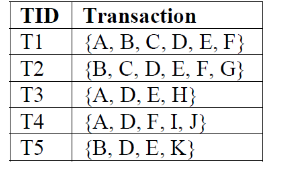 TID Transaction
T1 {A, B, C, D, E, F}
T2 {B, C, D, E, F, G}
T3 {A, D, E, H}
T4 {A, D, F, I, J}
T5 {B, D, E, K}